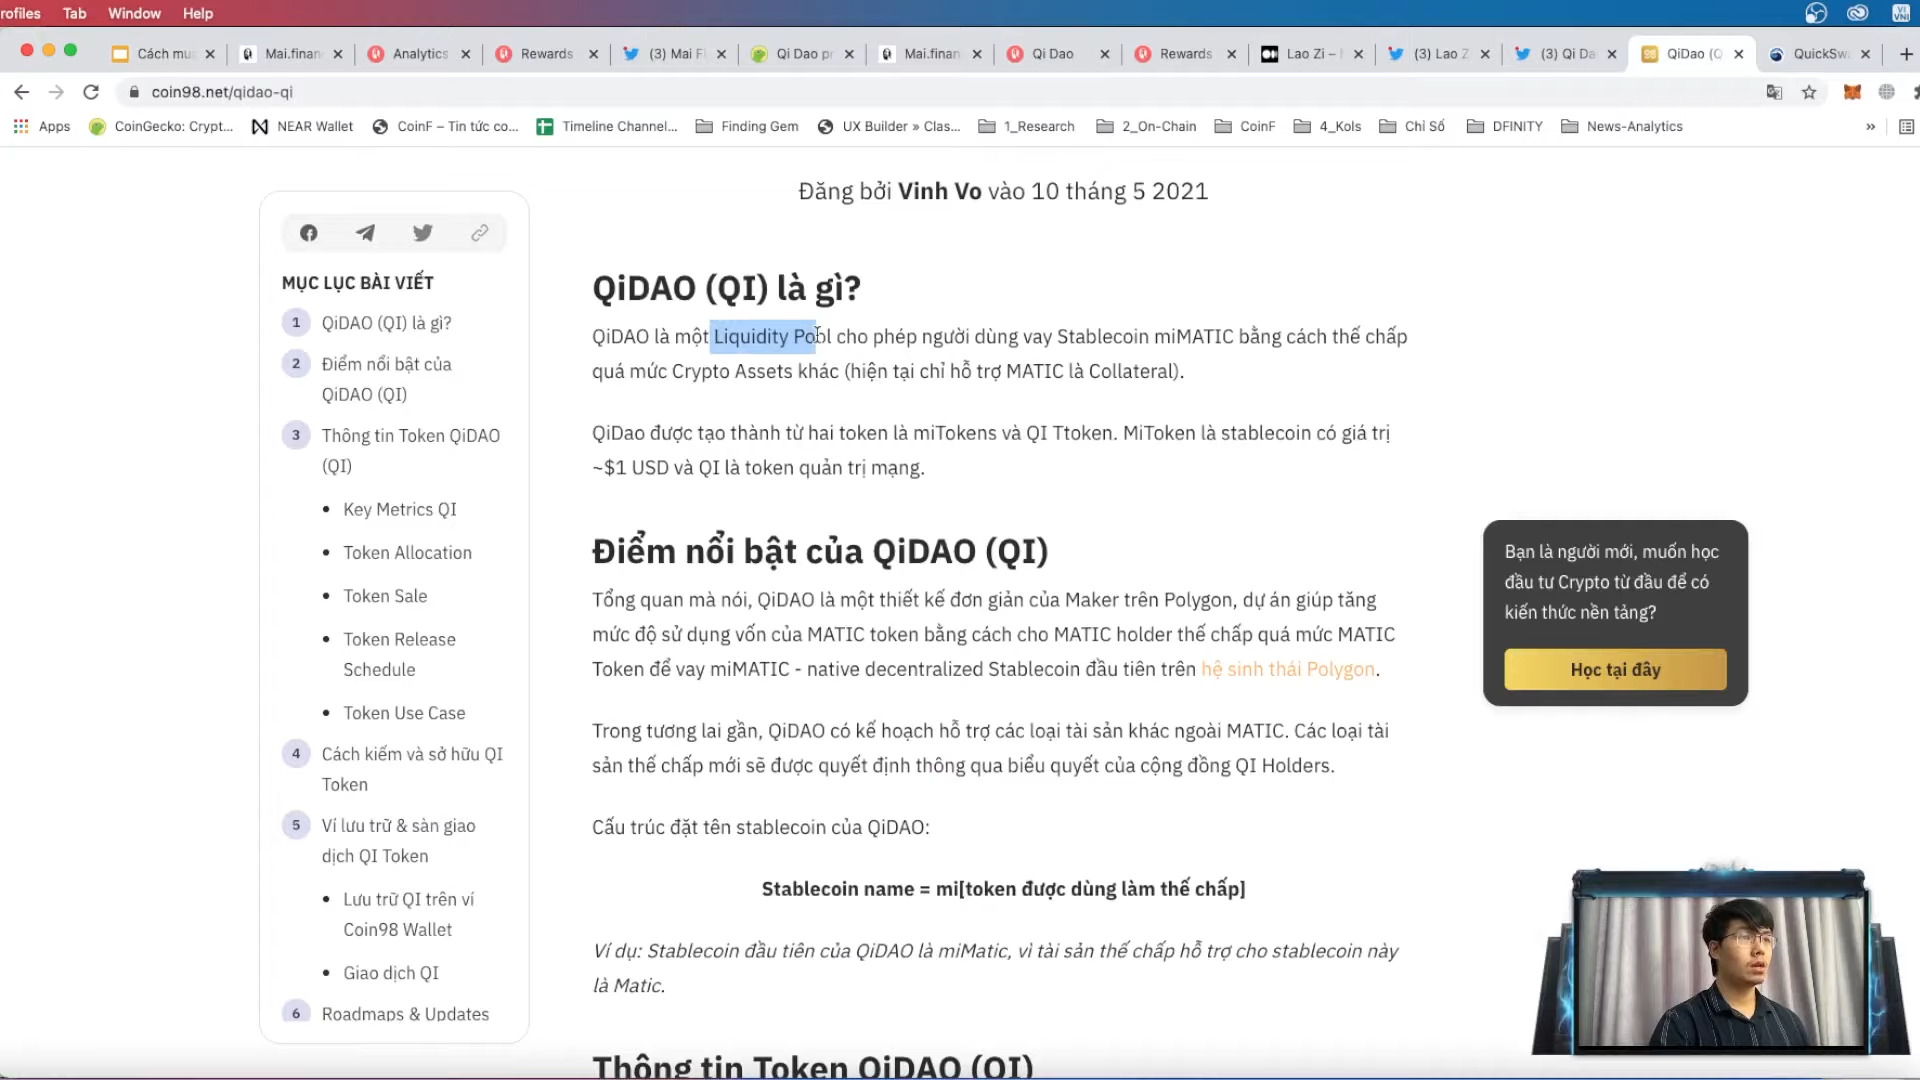 rofiles Tab Window Help
Cách mu Mai.finan Analytics Rewards (3) Mai F Qi Dao pr Mai.finan Qi Dao Rewards Lao Zi – (3) Lao Z (3) Qi Da QiDao (Q QuickSw
coin98.net/qidao-qi
Apps CoinGecko: Crypt... NEAR Wallet CoinF – Tin tức co... Timeline Channel... Finding Gem UX Builder » Clas... 1_Research 2_On-Chain CoinF 4_Kols Chỉ Số DFINITY News-Analytics »
Đăng bởi Vinh Vo vào 10 tháng 5 2021
MỤC LỤC BÀI VIẾT
1 QiDAO (QI) là gì?
2 Điểm nổi bật của
QiDAO (QI)
3 Thông tin Token QiDAO
(QI)
• Key Metrics QI
• Token Allocation
• Token Sale
• Token Release
Schedule
• Token Use Case
4 Cách kiếm và sở hữu QI
Token
5 Ví lưu trữ & sàn giao
dịch QI Token
• Lưu trữ QI trên ví
Coin98 Wallet
• Giao dịch QI
6 Roadmaps & Updates
QiDAO (QI) là gì?
QiDAO là một Liquidity Pool cho phép người dùng vay Stablecoin miMATIC bằng cách thế chấp
quá mức Crypto Assets khác (hiện tại chỉ hỗ trợ MATIC là Collateral).
QiDao được tạo thành từ hai token là miTokens và QI Ttoken. MiToken là stablecoin có giá trị
~$1 USD và QI là token quản trị mạng.
Điểm nổi bật của QiDAO (QI)
Tổng quan mà nói, QiDAO là một thiết kế đơn giản của Maker trên Polygon, dự án giúp tăng
mức độ sử dụng vốn của MATIC token bằng cách cho MATIC holder thế chấp quá mức MATIC
Token để vay miMATIC - native decentralized Stablecoin đầu tiên trên hệ sinh thái Polygon.
Trong tương lai gần, QiDAO có kế hoạch hỗ trợ các loại tài sản khác ngoài MATIC. Các loại tài
sản thế chấp mới sẽ được quyết định thông qua biểu quyết của cộng đồng QI Holders.
Cấu trúc đặt tên stablecoin của QiDAO:
Stablecoin name = mi[token được dùng làm thế chấp]
Ví dụ: Stablecoin đầu tiên của QiDAO là miMatic, vì tài sản thế chấp hỗ trợ cho stablecoin này
là Matic.
Thông tin Token QiDAO (QI)
Bạn là người mới, muốn học
đầu tư Crypto từ đầu để có
kiến thức nền tảng?
Học tại đây